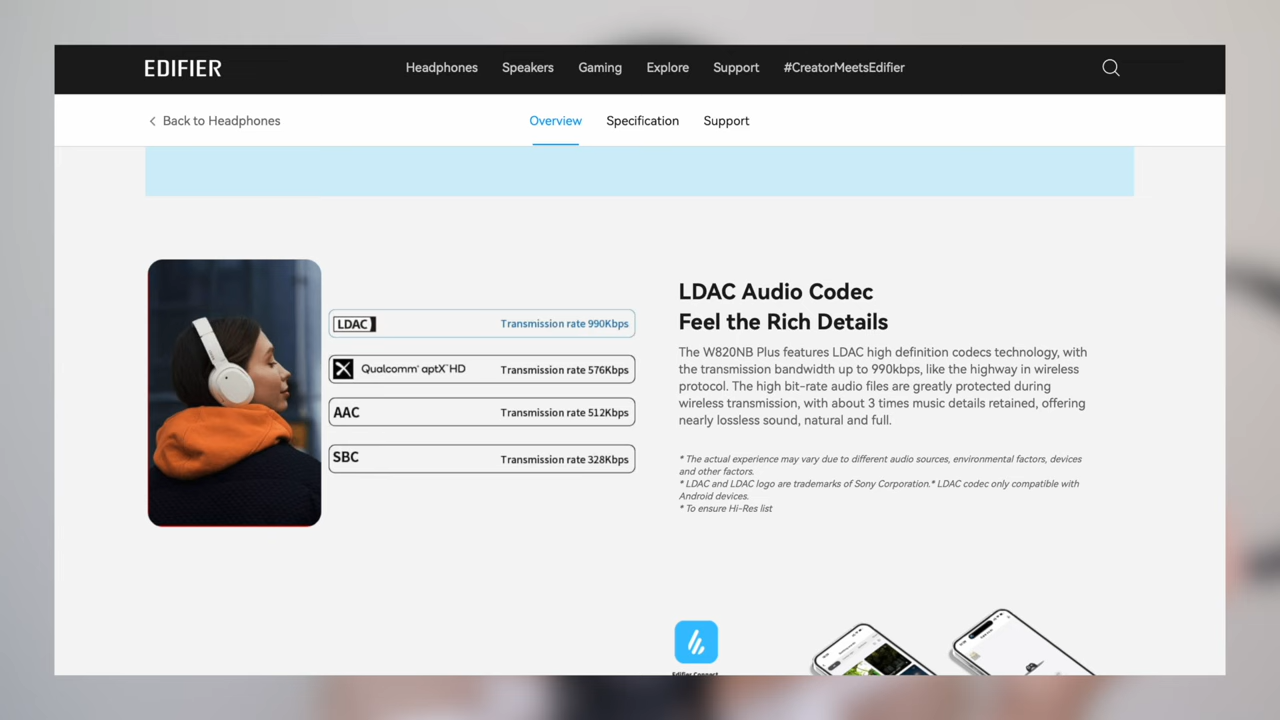 EDIFIER
Headphones Speakers Gaming Explore Support #CreatorMeetsEdifier
Back to Headphones
Overview Specification Support
LDAC Transmission rate 990Kbps
Qualcomm® aptX™ HD Transmission rate 576Kbps
AAC Transmission rate 512Kbps
SBC Transmission rate 328Kbps
LDAC Audio Codec
Feel the Rich Details
The W820NB Plus features LDAC high definition codecs technology, with
the transmission bandwidth up to 990kbps, like the highway in wireless
protocol. The high bit-rate audio files are greatly protected during
wireless transmission, with about 3 times music details retained, offering
nearly lossless sound, natural and full.
* The actual experience may vary due to different audio sources, environmental factors, devices
and other factors.
* LDAC and LDAC logo are trademarks of Sony Corporation.* LDAC codec only compatible with
Android devices.
* To ensure Hi-Res list
Edifier Connect